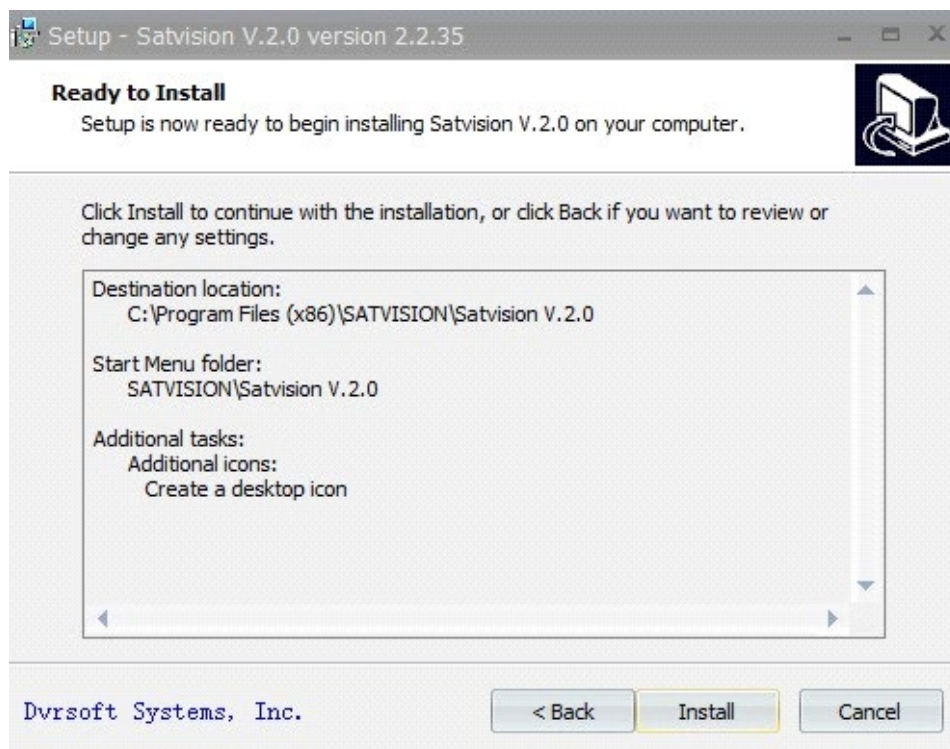 Setup - Satvision V.2.0 version 2.2.35
Ready to Install
Setup is now ready to begin installing Satvision V.2.0 on your computer.
Click Install to continue with the installation, or click Back if you want to review or
change any settings.
Destination location:
C:\Program Files (x86)\SATVISION\Satvision V.2.0
Start Menu folder:
SATVISION\Satvision V.2.0
Additional tasks:
Additional icons:
Create a desktop icon
Dvrsoft Systems, Inc.
< Back
Install
Cancel